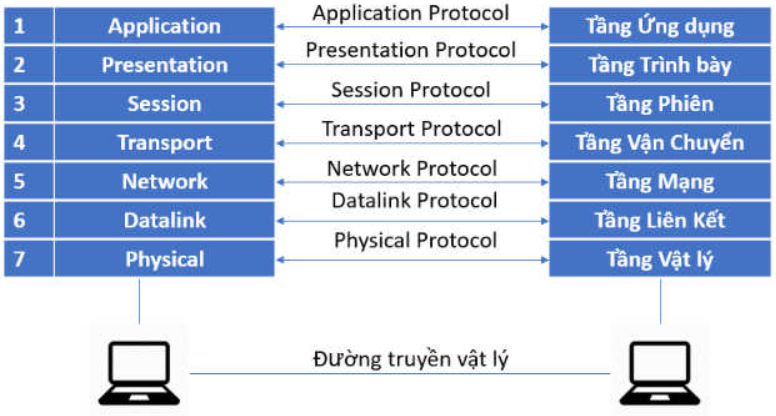 1 Application Application Protocol Tầng Ứng dụng
2 Presentation Presentation Protocol Tầng Trình bày
3 Session Session Protocol Tầng Phiên
4 Transport Transport Protocol Tầng Vận Chuyển
5 Network Network Protocol Tầng Mạng
6 Datalink Datalink Protocol Tầng Liên Kết
7 Physical Physical Protocol Tầng Vật lý
Đường truyền vật lý